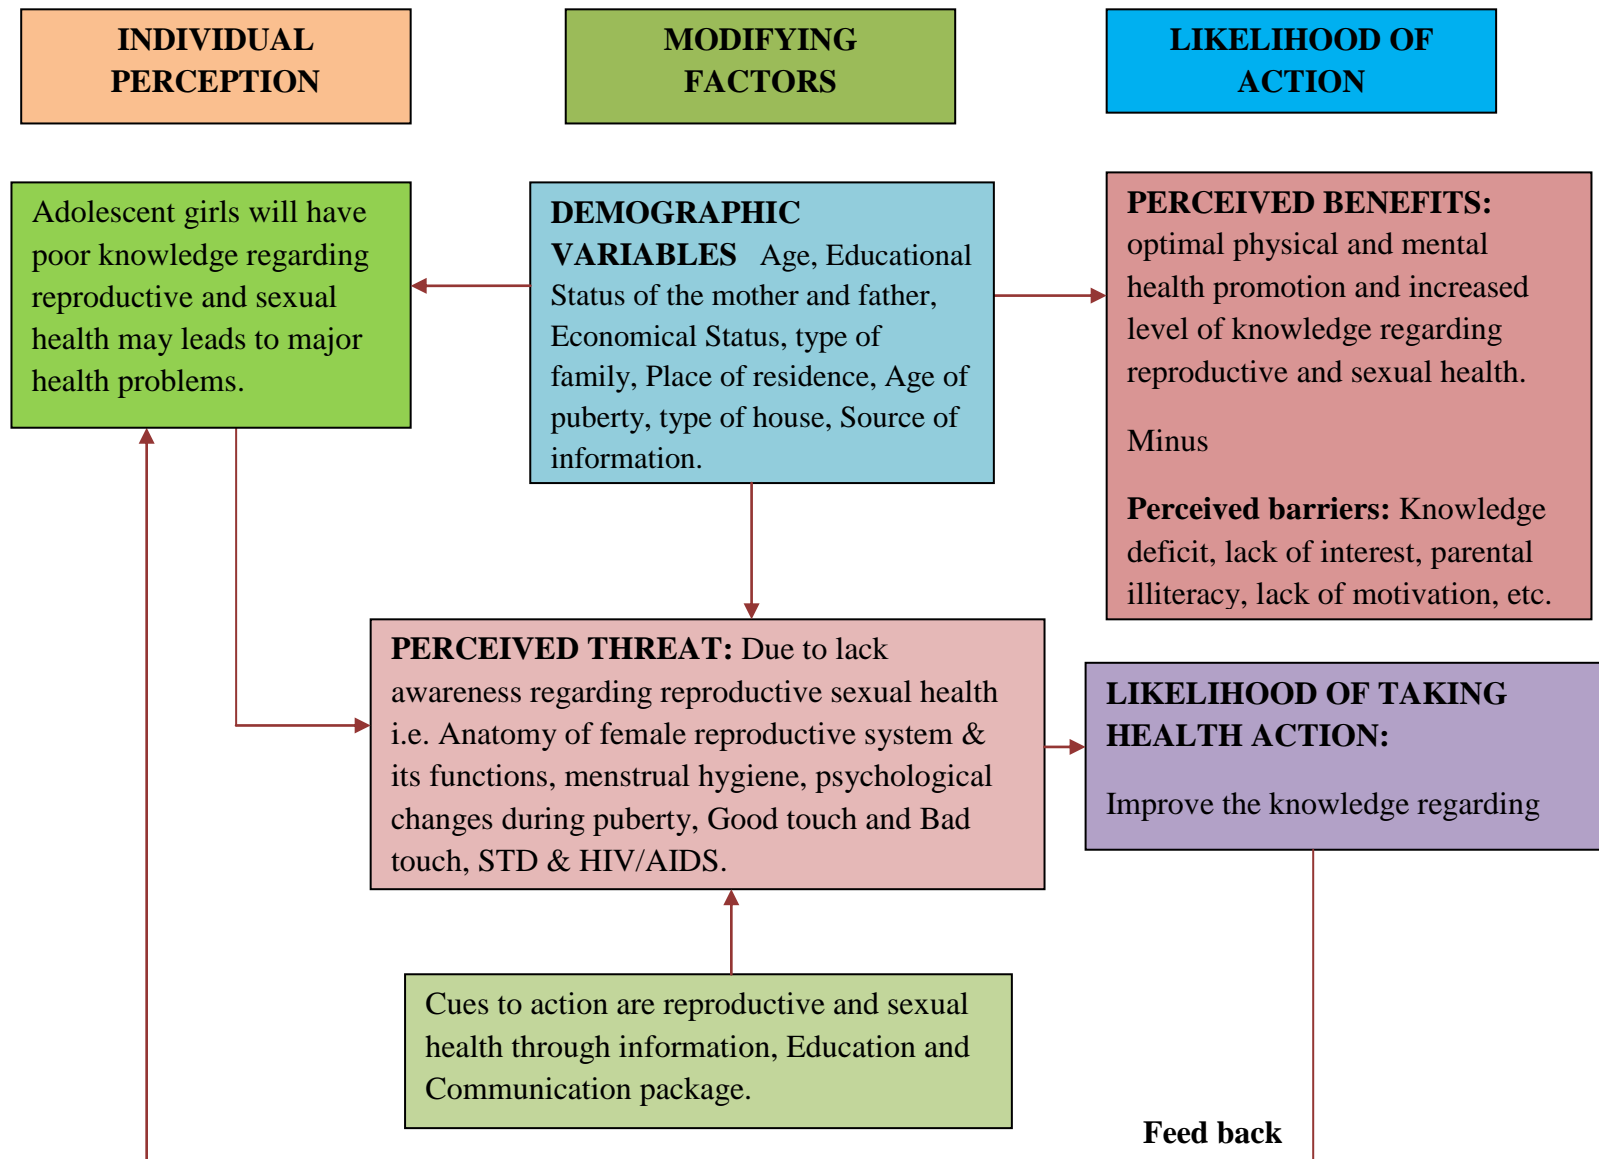 INDIVIDUAL
PERCEPTION
MODIFYING
FACTORS
LIKELIHOOD OF
ACTION
Adolescent girls will have
poor knowledge regarding
reproductive and sexual
health may leads to major
health problems.
DEMOGRAPHIC
VARIABLES Age, Educational
Status of the mother and father,
Economical Status, type of
family, Place of residence, Age of
puberty, type of house, Source of
information.
PERCEIVED BENEFITS:
optimal physical and mental
health promotion and increased
level of knowledge regarding
reproductive and sexual health.
Minus
Perceived barriers: Knowledge
deficit, lack of interest, parental
illiteracy, lack of motivation, etc.
PERCEIVED THREAT: Due to lack
awareness regarding reproductive sexual health
i.e. Anatomy of female reproductive system &
its functions, menstrual hygiene, psychological
changes during puberty, Good touch and Bad
touch, STD & HIV/AIDS.
LIKELIHOOD OF TAKING
HEALTH ACTION:
Improve the knowledge regarding
Cues to action are reproductive and sexual
health through information, Education and
Communication package.
Feed back